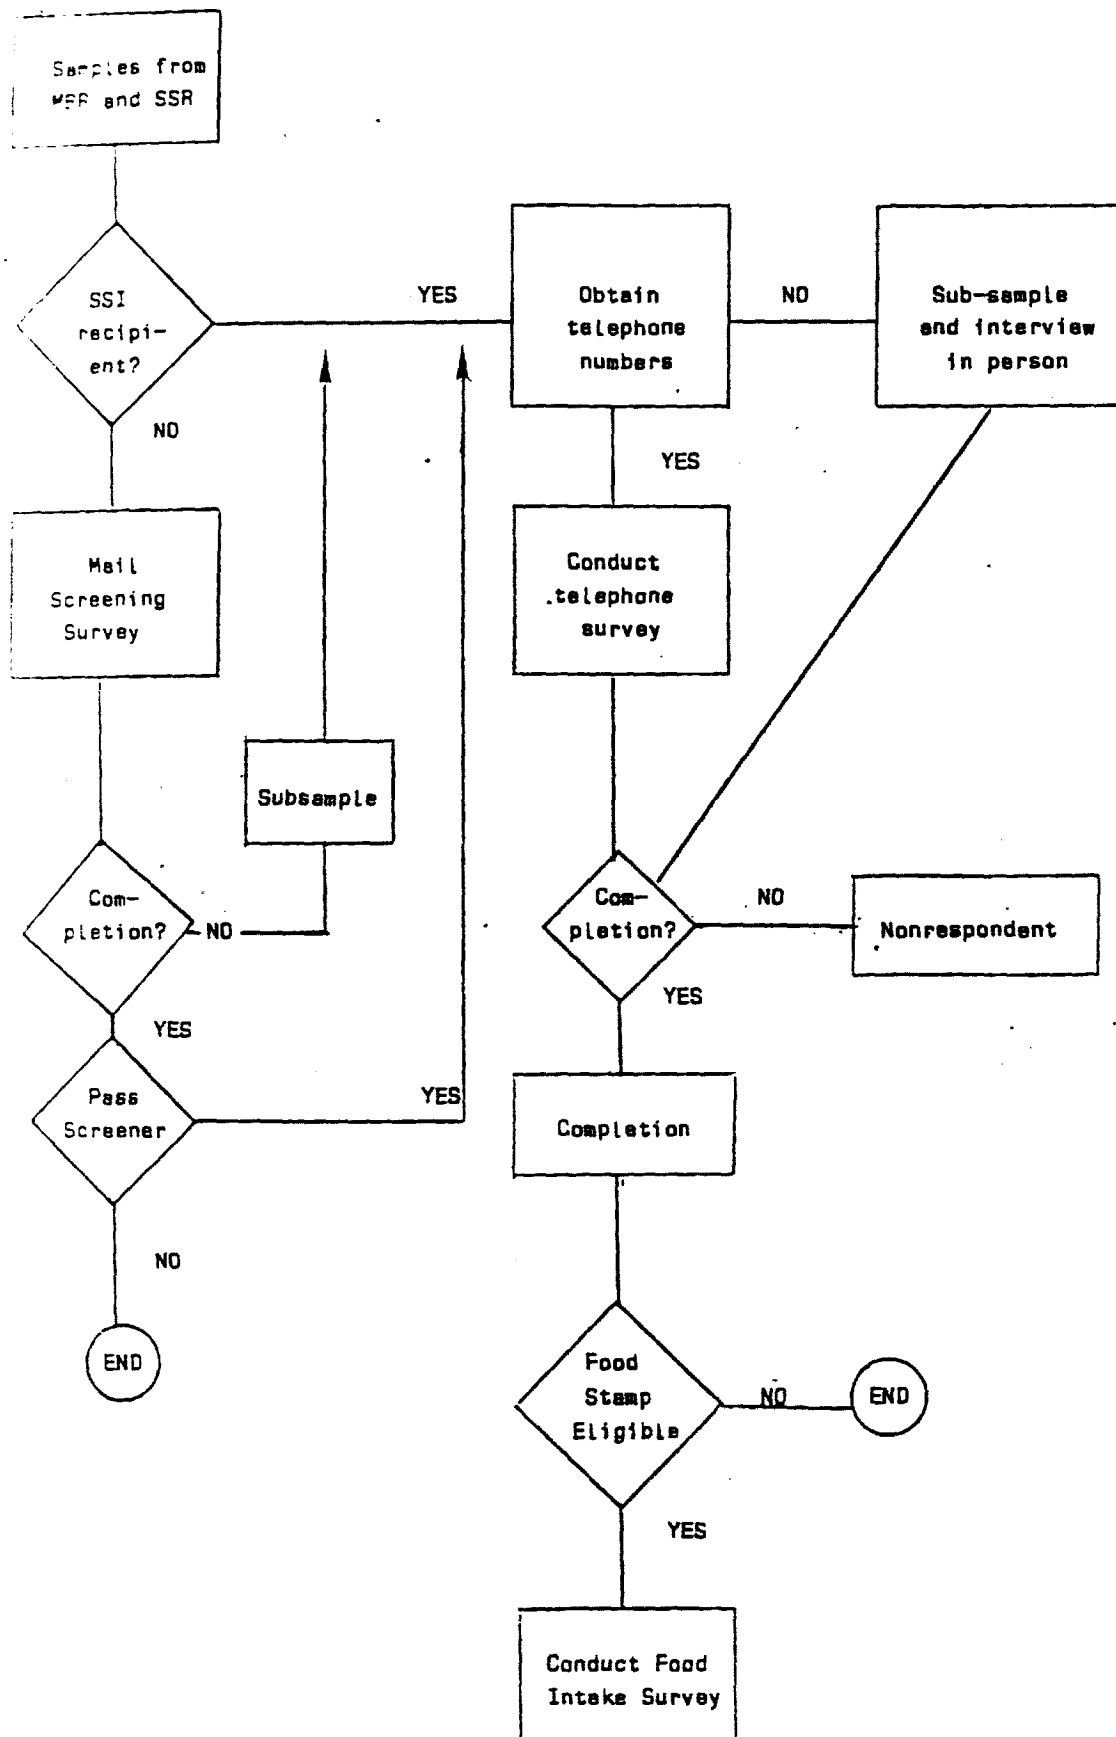 Samples from
and SSR
SSI
recipi-
ent?
YES
NO
Obtain
telephone
numbers
NO
Sub-sample
and interview
in person
YES
Mail
Screening
Survey
Conduct
telephone
survey
Subsample
Com-
pletion?
NO
YES
Com-
pletion?
NO
Nonrespondent
YES
Pass
Screener
YES
NO
END
Completion
Food
Stamp
Eligible
NO
END
YES
Conduct Food
Intake Survey